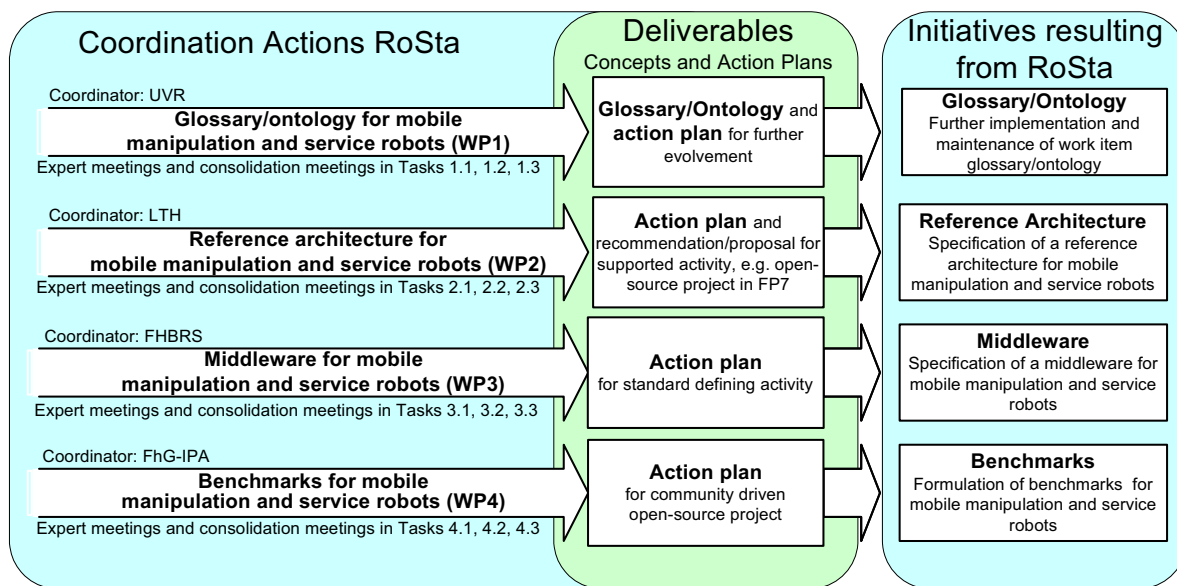 Coordination Actions RoSta
Coordinator: UVR
Glossary/ontology for mobile
manipulation and service robots (WP1)
Expert meetings and consolidation meetings in Tasks 1.1, 1.2, 1.3
Coordinator: LTH
Reference architecture for
mobile manipulation and service robots (WP2)
Expert meetings and consolidation meetings in Tasks 2.1, 2.2, 2.3
Coordinator: FHBRS
Middleware for mobile
manipulation and service robots (WP3)
Expert meetings and consolidation meetings in Tasks 3.1, 3.2, 3.3
Coordinator: FhG-IPA
Benchmarks for mobile
manipulation and service robots (WP4)
Expert meetings and consolidation meetings in Tasks 4.1, 4.2, 4.3
Deliverables
Concepts and Action Plans
Glossary/Ontology and
action plan for further
evolvement
Action plan and
recommendation/proposal for
supported activity, e.g. open-
source project in FP7
Action plan
for standard defining activity
Action plan
for community driven
open-source project
Initiatives resulting
from RoSta
Glossary/Ontology
Further implementation and
maintenance of work item
glossary/ontology
Reference Architecture
Specification of a reference
architecture for mobile
manipulation and service robots
Middleware
Specification of a middleware for
mobile manipulation and service
robots
Benchmarks
Formulation of benchmarks for
mobile manipulation and service
robots